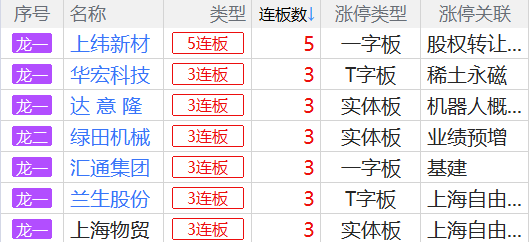 序号 名称 类型 连板数↓ 涨停类型 涨停关联
龙一 上纬新材 5连板 5 一字板 股权转让...
龙一 华宏科技 3连板 3 T字板 稀土永磁
龙一 达 意 隆 3连板 3 实体板 机器人概...
龙二 绿田机械 3连板 3 实体板 业绩预增
龙一 汇通集团 3连板 3 一字板 基建
龙一 兰生股份 3连板 3 T字板 上海自由...
龙二 上海物贸 3连板 3 实体板 上海自由...